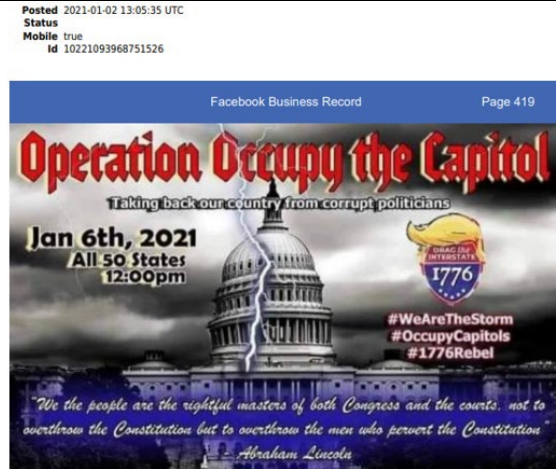 Posted 2021-01-02 13:05:35 UTC
Status
Mobile true
Id 10221093968751526
Facebook Business Record Page 419
Operation Occupy the Capitol
Taking back our country from corrupt politicians
Jan 6th, 2021
All 50 States
12:00pm
DRAG the
INTERSTATE
1776
#WeAreTheStorm
#OccupyCapitols
#1776Rebel
"We the people are the rightful masters of both Congress and the courts, not to
overthrow the Constitution but to overthrow the men who pervert the Constitution"
- Abraham Lincoln